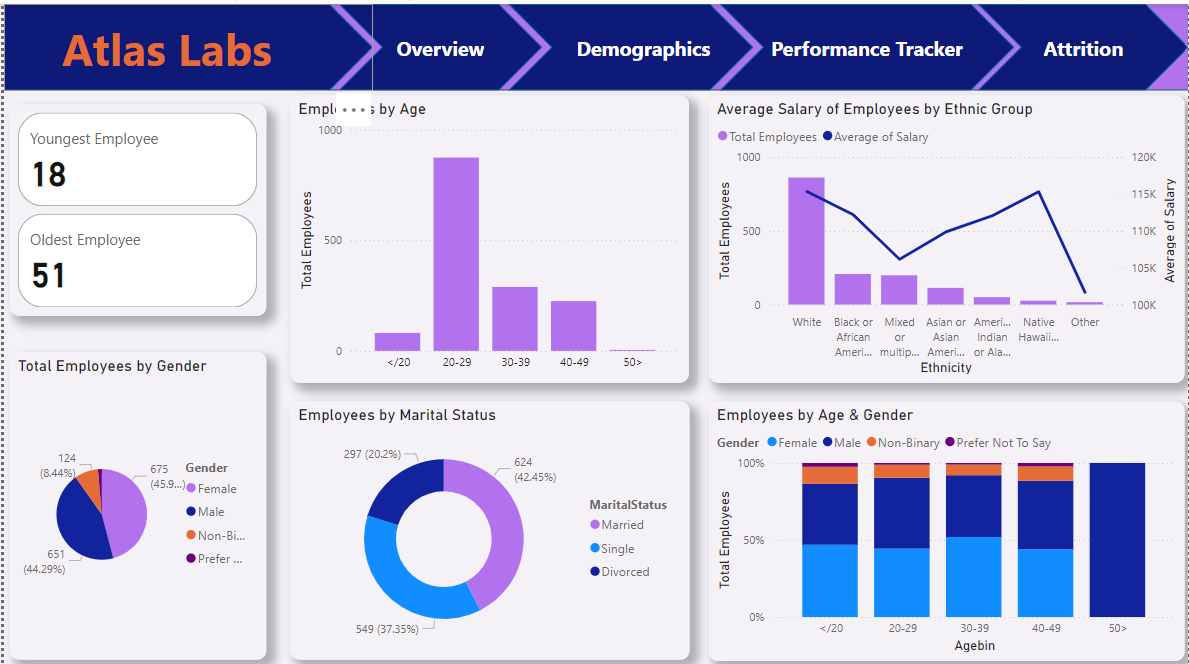 Atlas Labs
Overview
Demographics
Performance Tracker
Attrition
Youngest Employee
18
Oldest Employee
51
Total Employees by Gender
124
(8.44%)
675
(45.9...)
651
(44.29%)
Gender
Female
Male
Non-Bi...
Prefer ...
by Age
Total Employees
1000
500
0
</20
20-29
30-39
40-49
50>
Employees by Marital Status
297 (20.2%)
624
(42.45%)
549 (37.35%)
MaritalStatus
Married
Single
Divorced
Average Salary of Employees by Ethnic Group
Total Employees
Average of Salary
Total Employees
1000
500
0
120K
115K
110K
105K
100K
Average of Salary
White
Black or
African
Ameri...
Mixed
or
multip...
Asian or
Asian
Ameri...
Ameri...
Indian
or Ala...
Native
Hawaii...
Other
Ethnicity
Employees by Age & Gender
Gender Female Male Non-Binary Prefer Not To Say
Total Employees
100%
50%
0%
</20
20-29
30-39
40-49
50>
Agebin